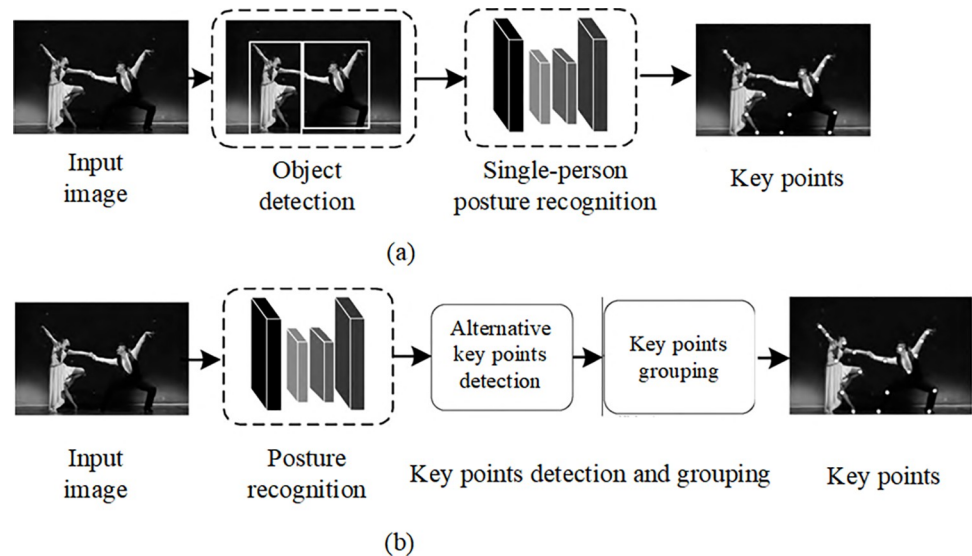 Input
image
Object
detection
Single-person
posture recognition
Key points
(a)
Alternative
key points
detection
Key points
grouping
Input
image
Posture
recognition
Key points detection and grouping
Key points
(b)